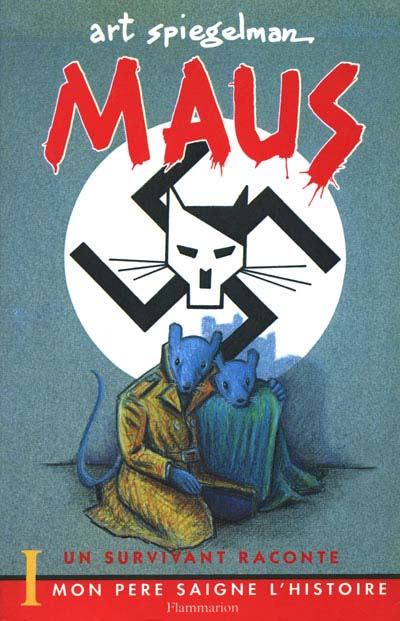 art spiegelman
MAUS
UN SURVIVANT RACONTE
I MON PERE SAIGNE L'HISTOIRE
Flammarion